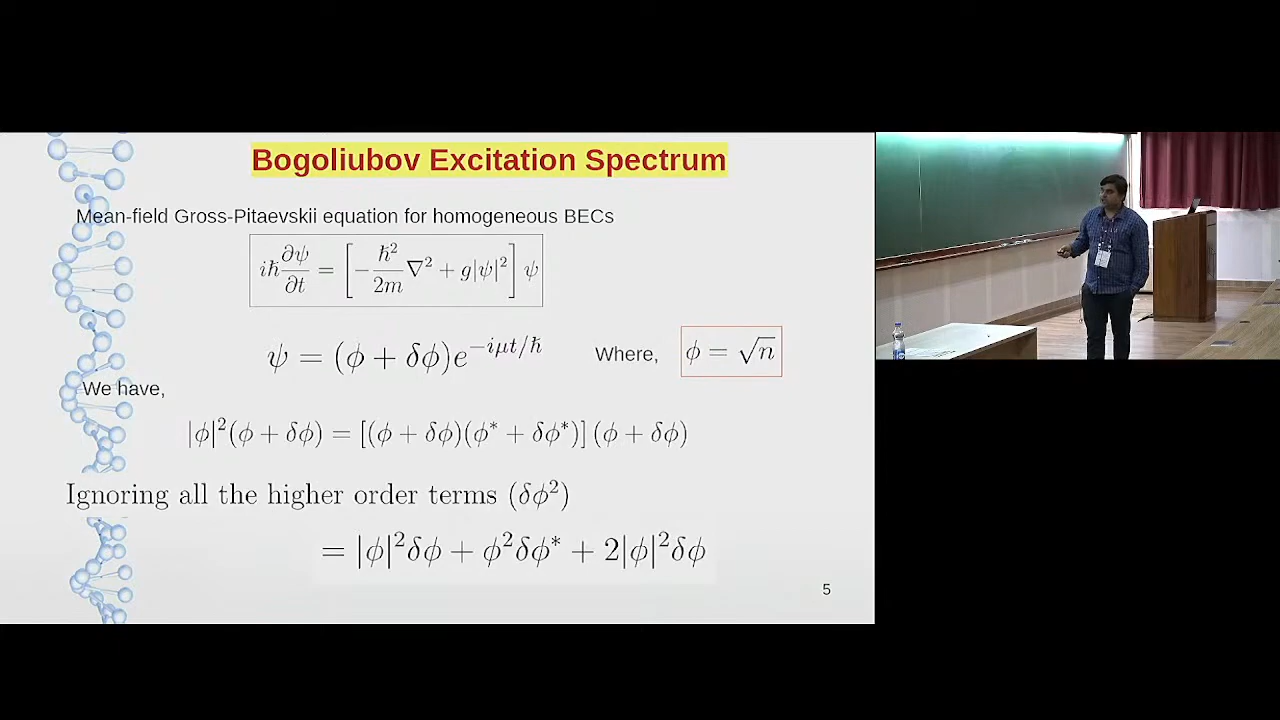 Bogoliubov Excitation Spectrum
Mean-field Gross-Pitaevskii equation for homogeneous BECs
iℏ ∂ψ/∂t = [−ℏ²/2m ∇² + g|ψ|²] ψ
ψ = (ϕ + δϕ)e^{−iμt/ℏ} Where, ϕ = √n
We have,
|ϕ|²(ϕ + δϕ) = [(ϕ + δϕ)(ϕ* + δϕ*)] (ϕ + δϕ)
Ignoring all the higher order terms (δϕ²)
= |ϕ|²δϕ + ϕ²δϕ* + 2|ϕ|²δϕ
5